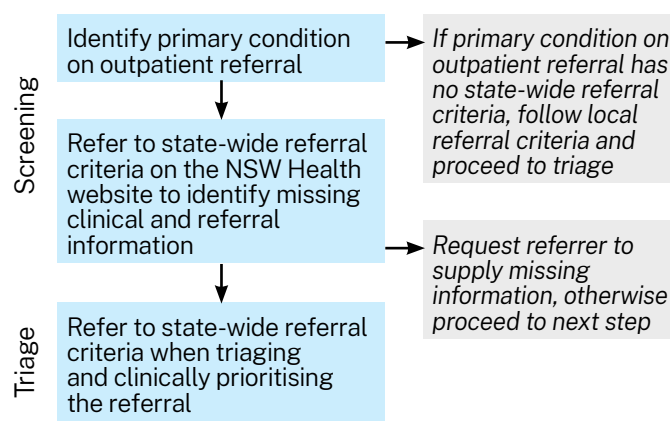 Screening
Identify primary condition
on outpatient referral
If primary condition on
outpatient referral has
no state-wide referral
criteria, follow local
referral criteria and
proceed to triage
Refer to state-wide referral
criteria on the NSW Health
website to identify missing
clinical and referral
information
Request referrer to
supply missing
information, otherwise
proceed to next step
Triage
Refer to state-wide referral
criteria when triaging
and clinically prioritising
the referral